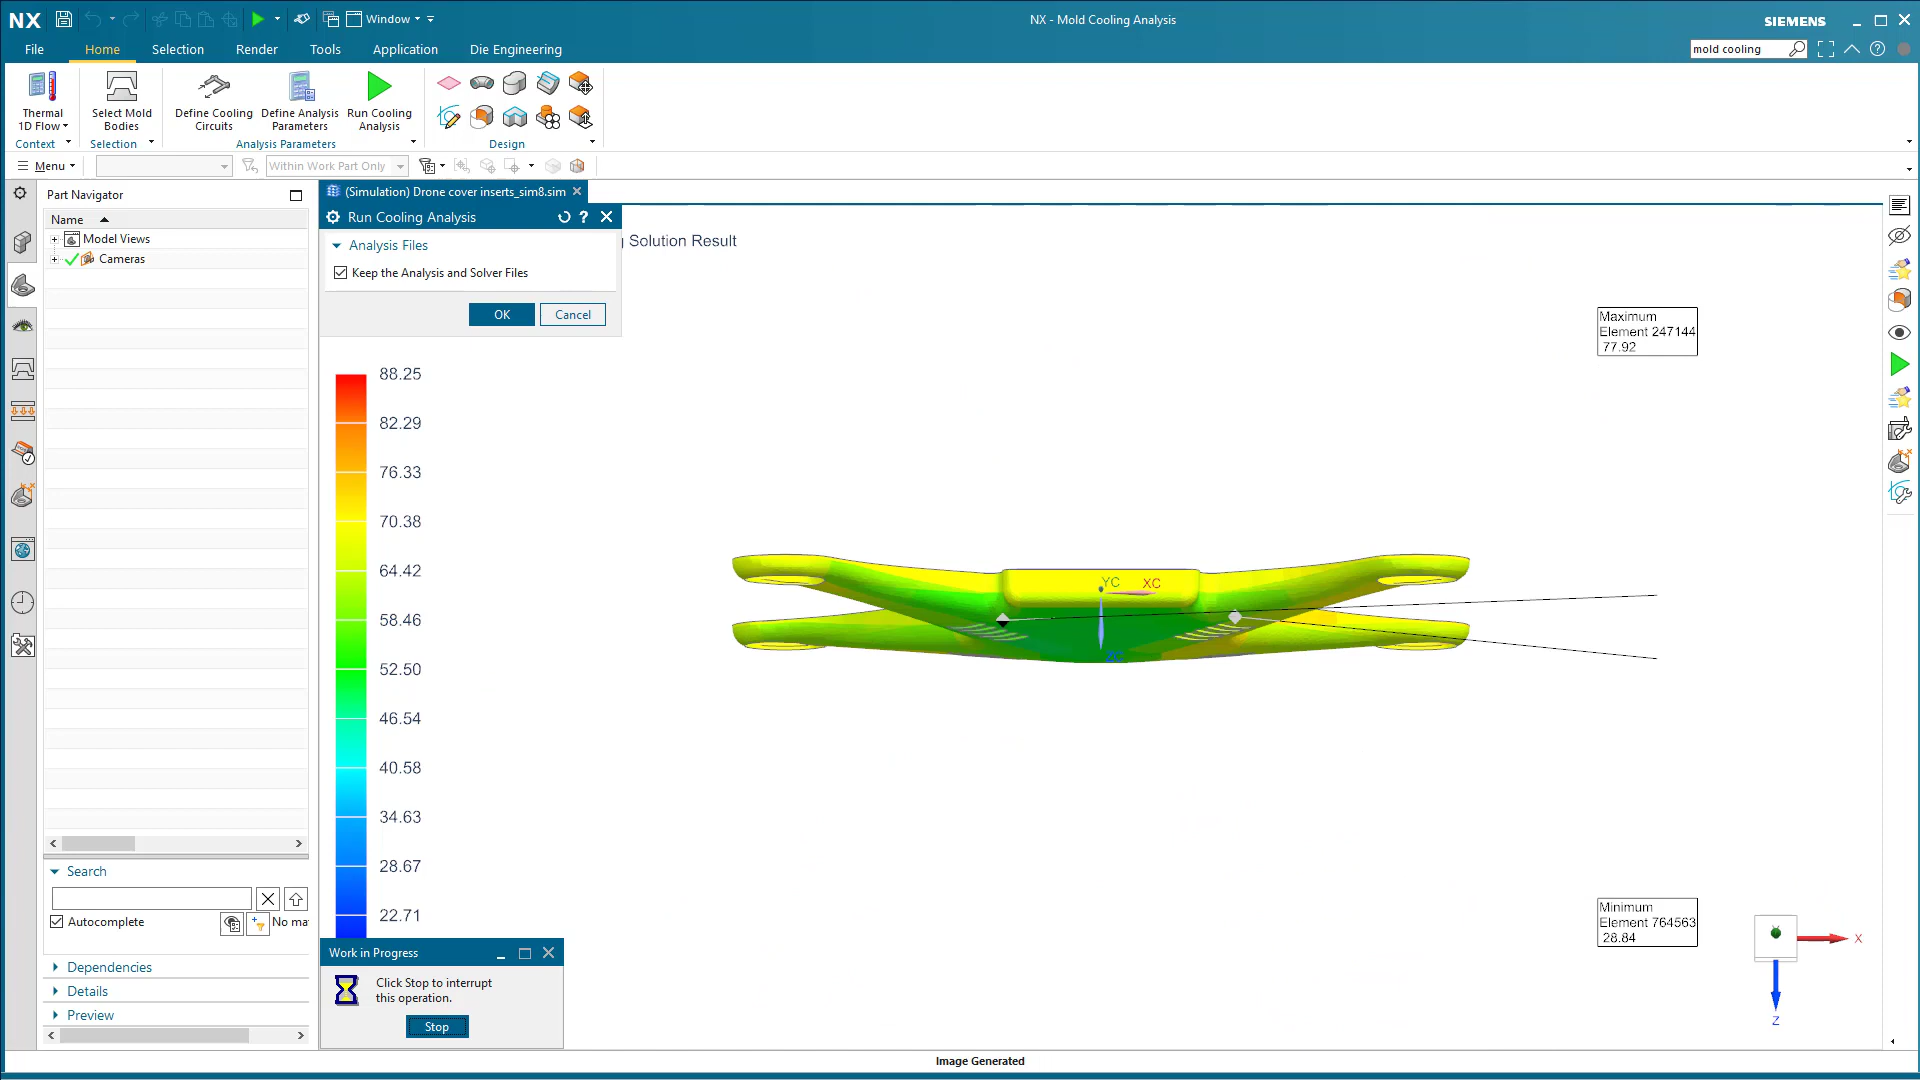 NX
Window
NX - Mold Cooling Analysis
SIEMENS
File
Home
Selection
Render
Tools
Application
Die Engineering
mold cooling
Thermal
1D Flow
Select Mold
Bodies
Define Cooling
Circuits
Define Analysis
Parameters
Run Cooling
Analysis
Context
Selection
Analysis Parameters
Design
Menu
Within Work Part Only
Part Navigator
Name
Model Views
Cameras
(Simulation) Drone cover inserts_sim8.sim
Run Cooling Analysis
Analysis Files
Keep the Analysis and Solver Files
OK
Cancel
Solution Result
Maximum
Element 247144
77.92
88.25
82.29
76.33
70.38
64.42
58.46
52.50
46.54
40.58
34.63
28.67
22.71
YC
XC
ZC
Search
Autocomplete
No ma
Dependencies
Details
Preview
Work in Progress
Click Stop to interrupt
this operation.
Stop
Minimum
Element 764563
28.84
X
Z
Image Generated